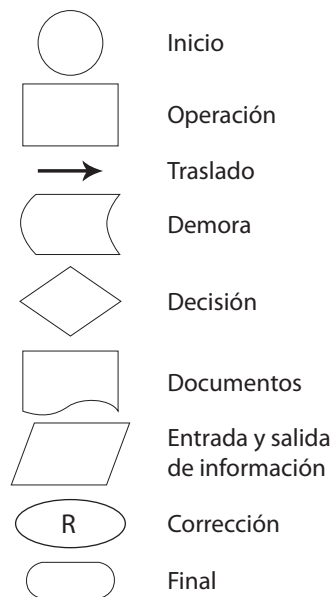 Inicio
Operación
Traslado
Demora
Decisión
Documentos
Entrada y salida
de información
R Corrección
Final